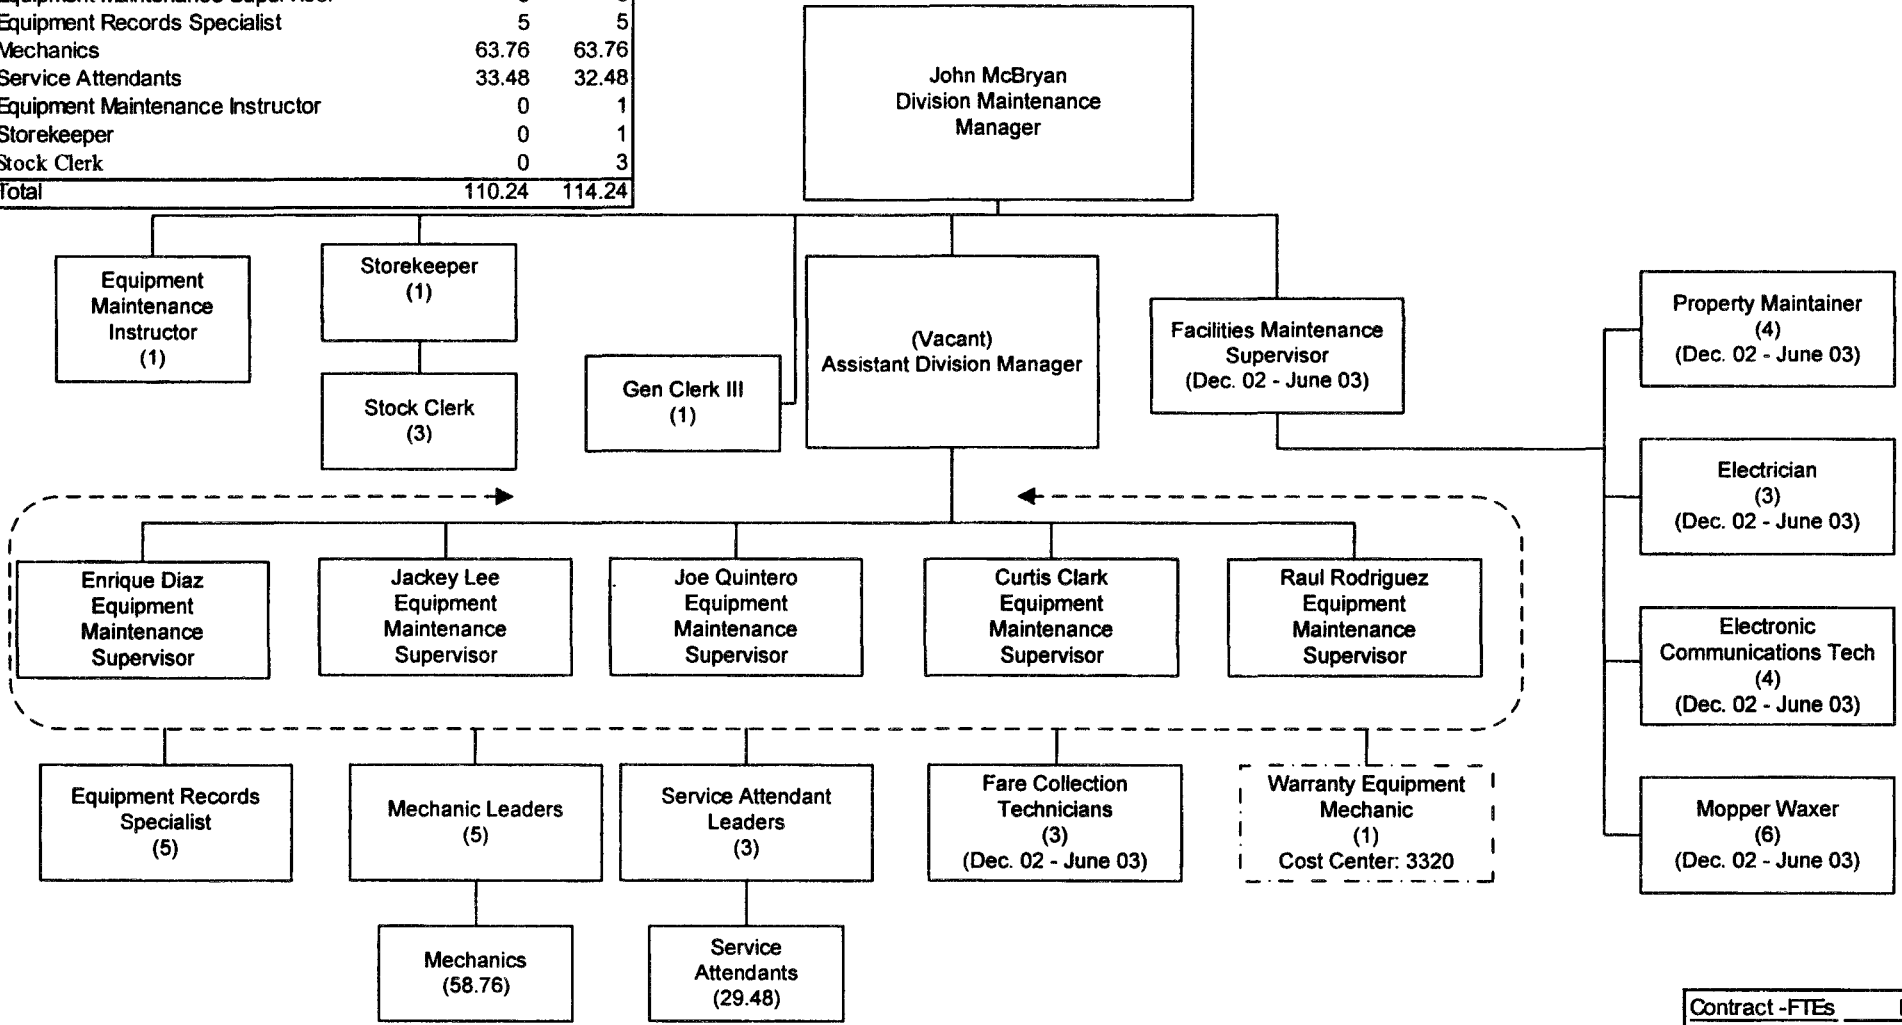 Equipment Records Specialist 5 5
Mechanics 63.76 63.76
Service Attendants 33.48 32.48
Equipment Maintenance Instructor 0 1
Storekeeper 0 1
Stock Clerk 0 3
Total 110.24 114.24
John McBryan
Division Maintenance
Manager
Equipment
Maintenance
Instructor
(1)
Storekeeper
(1)
Stock Clerk
(3)
Gen Clerk III
(1)
(Vacant)
Assistant Division Manager
Facilities Maintenance
Supervisor
(Dec. 02 - June 03)
Property Maintainer
(4)
(Dec. 02 - June 03)
Electrician
(3)
(Dec. 02 - June 03)
Electronic
Communications Tech
(4)
(Dec. 02 - June 03)
Mopper Waxer
(6)
(Dec. 02 - June 03)
Enrique Diaz
Equipment
Maintenance
Supervisor
Jackey Lee
Equipment
Maintenance
Supervisor
Joe Quintero
Equipment
Maintenance
Supervisor
Curtis Clark
Equipment
Maintenance
Supervisor
Raul Rodriguez
Equipment
Maintenance
Supervisor
Equipment Records
Specialist
(5)
Mechanic Leaders
(5)
Service Attendant
Leaders
(3)
Fare Collection
Technicians
(3)
(Dec. 02 - June 03)
Warranty Equipment
Mechanic
(1)
Cost Center: 3320
Mechanics
(58.76)
Service
Attendants
(29.48)
Contract -FTEs